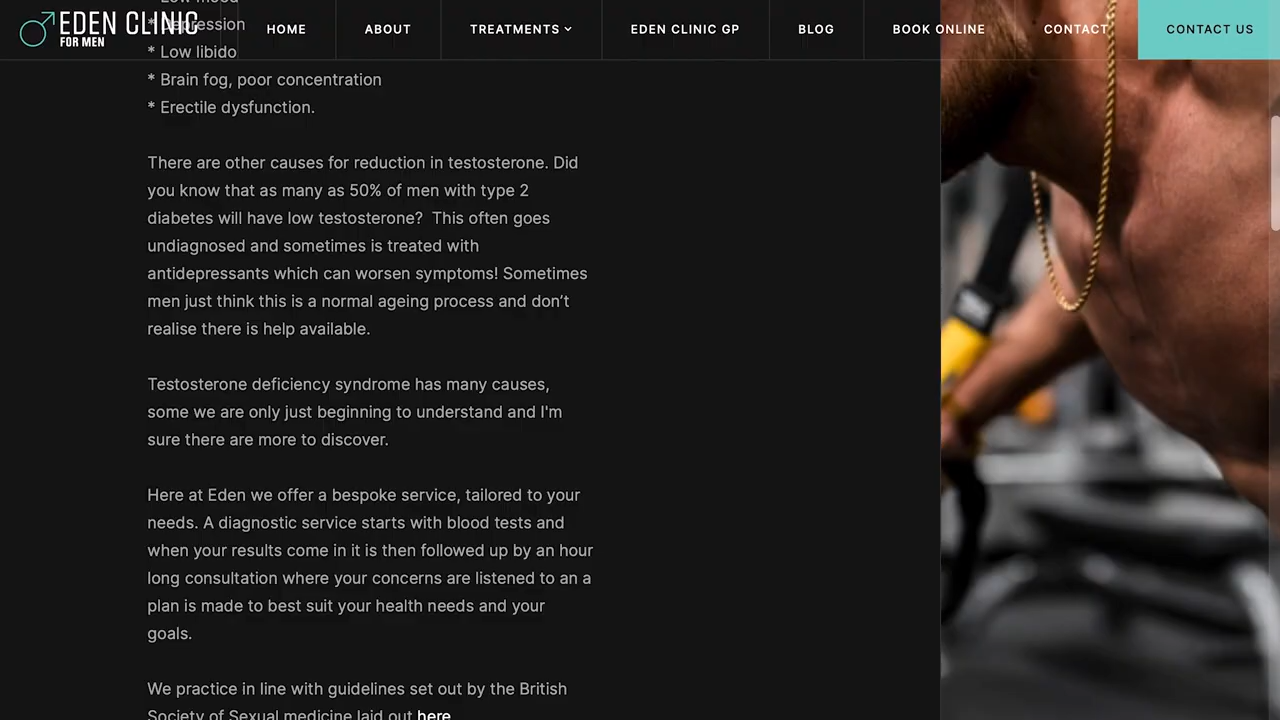 * Low mood
EDEN CLINIC
FOR MEN
HOME
ABOUT
TREATMENTS
EDEN CLINIC GP
BLOG
BOOK ONLINE
CONTACT
CONTACT US
* Depression
* Low libido
* Brain fog, poor concentration
* Erectile dysfunction.
There are other causes for reduction in testosterone. Did
you know that as many as 50% of men with type 2
diabetes will have low testosterone?  This often goes
undiagnosed and sometimes is treated with
antidepressants which can worsen symptoms! Sometimes
men just think this is a normal ageing process and don’t
realise there is help available.
Testosterone deficiency syndrome has many causes,
some we are only just beginning to understand and I'm
sure there are more to discover.
Here at Eden we offer a bespoke service, tailored to your
needs. A diagnostic service starts with blood tests and
when your results come in it is then followed up by an hour
long consultation where your concerns are listened to an a
plan is made to best suit your health needs and your
goals.
We practice in line with guidelines set out by the British
Society of Sexual medicine laid out here